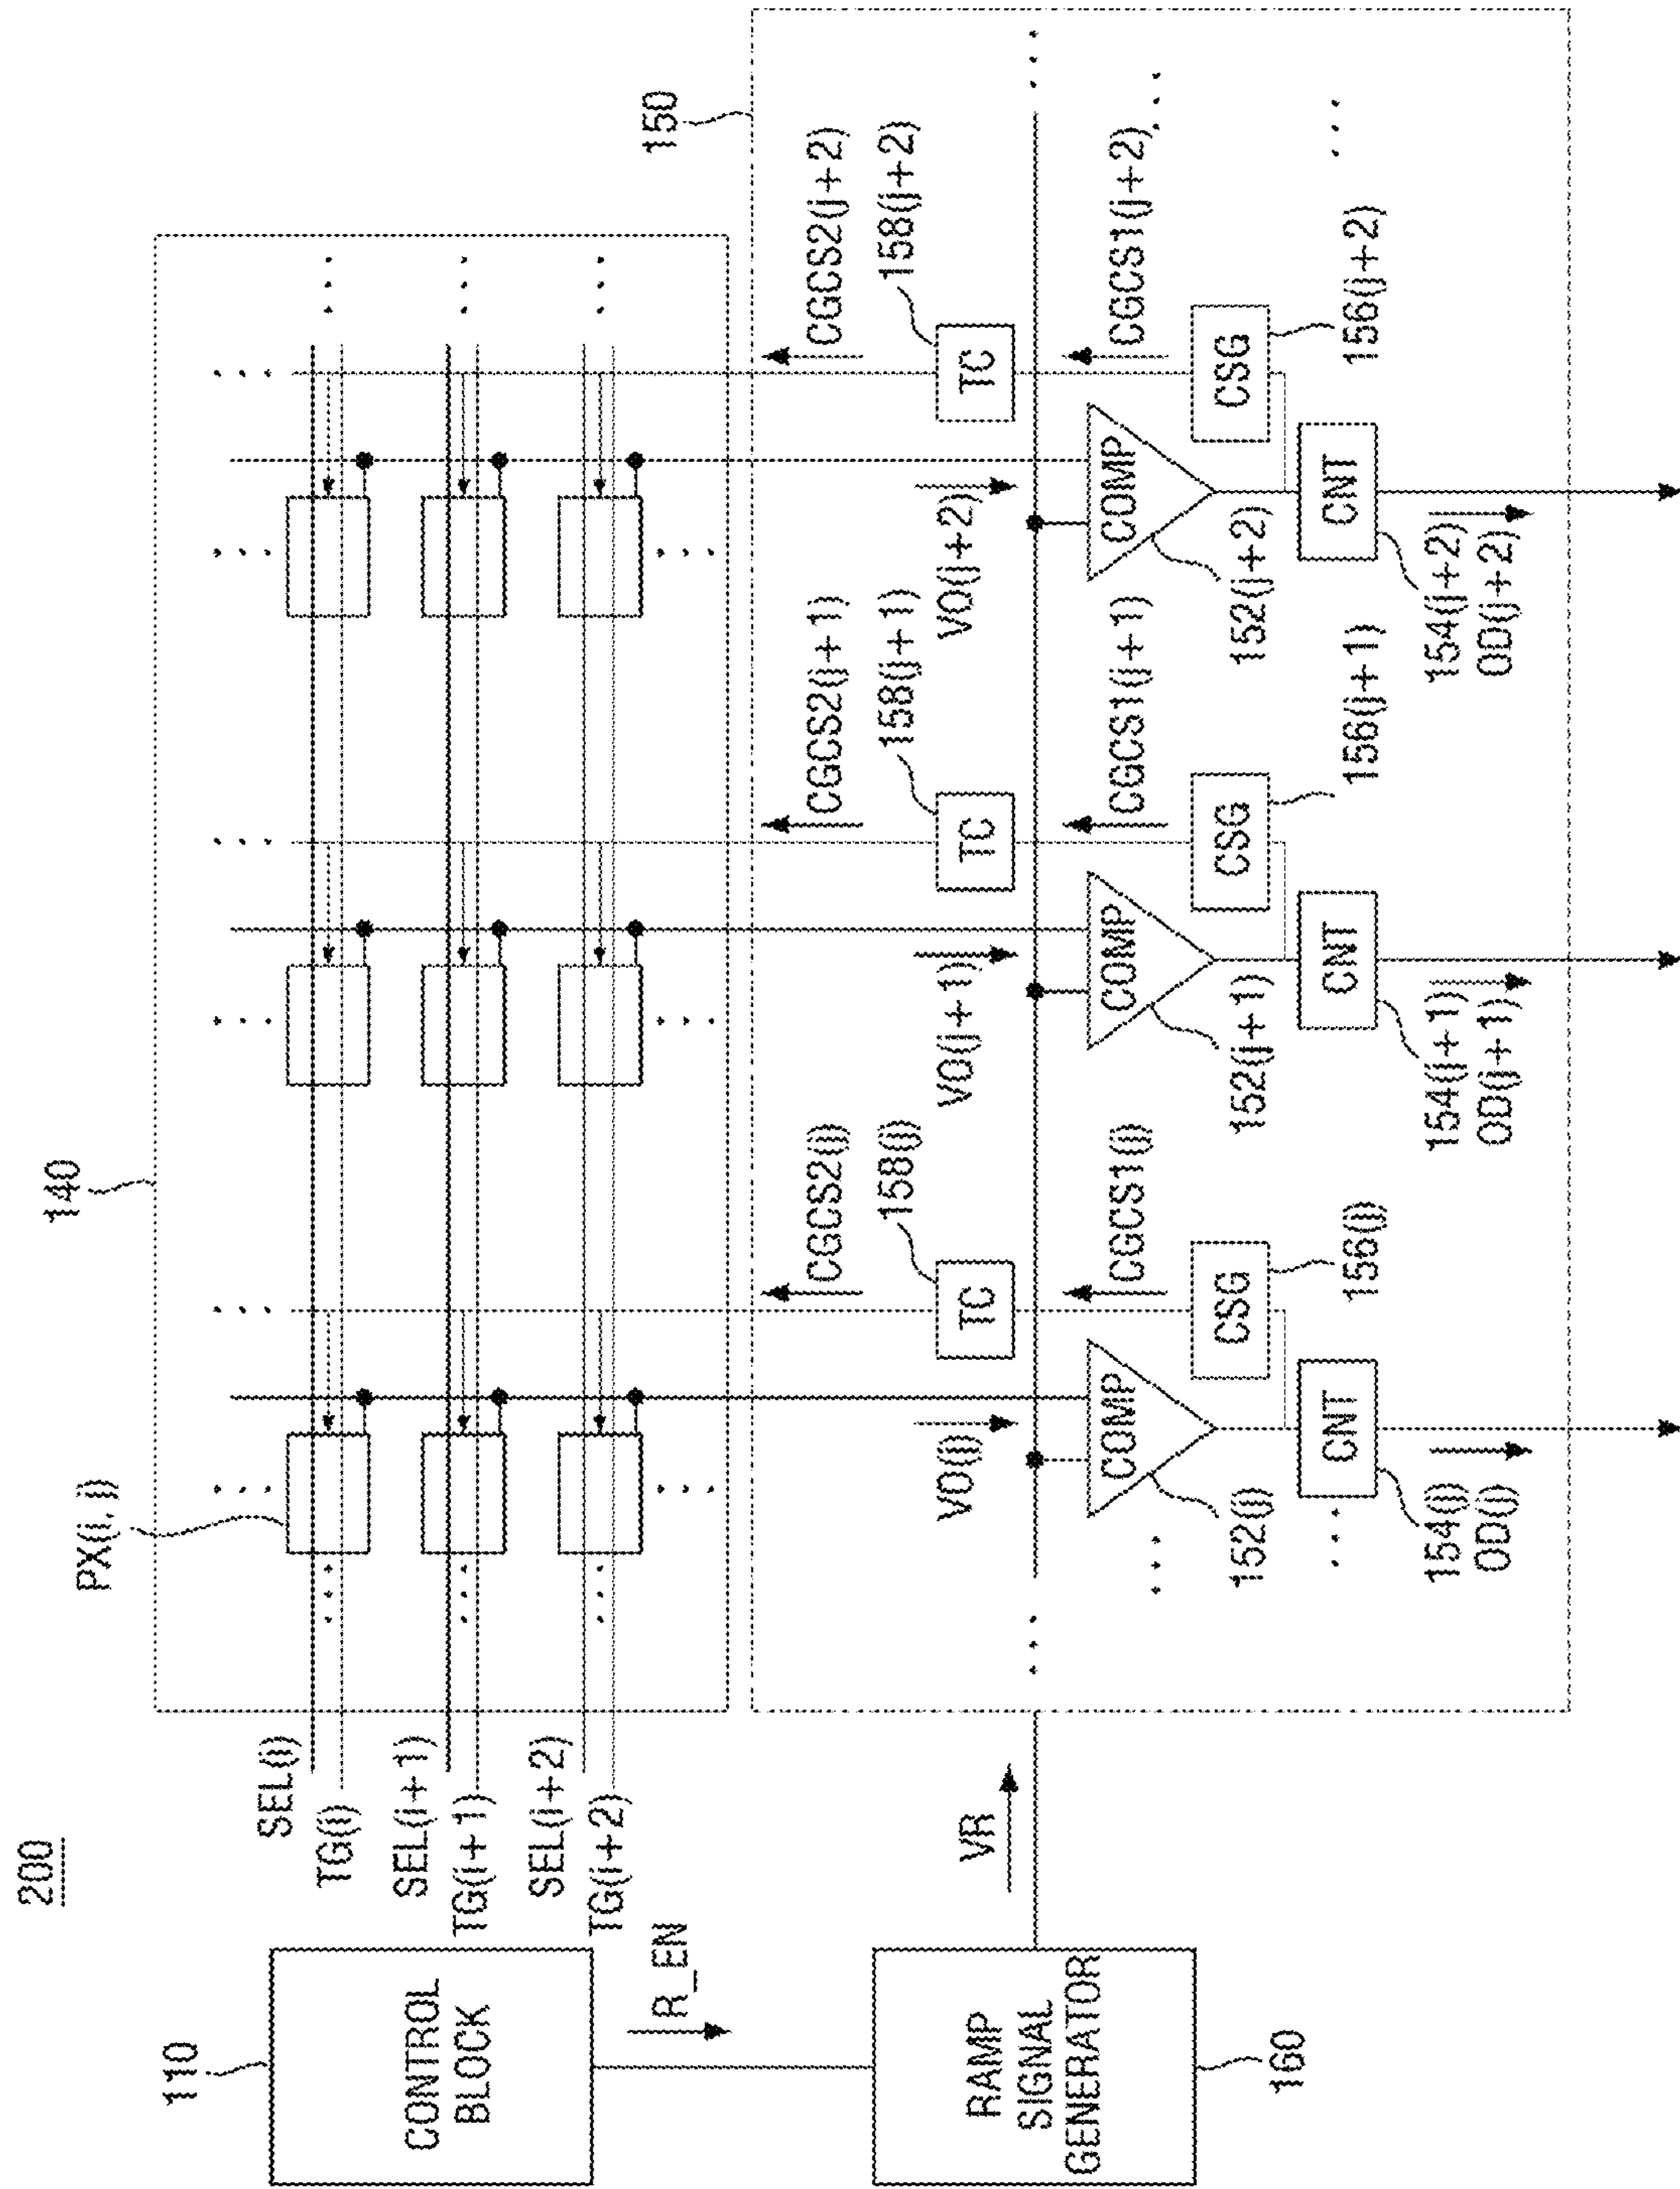 200
110
CONTROL
BLOCK
R_EN
RAMP
SIGNAL
GENERATOR
160
VR
SEL(i)
TG(i)
SEL(i+1)
TG(i+1)
SEL(i+2)
TG(i+2)
140
PX(i, j)
150
CGCS2(j)
158(j)
TC
VO(j)
CGCS1(j)
COMP
152(j)
CSG
156(j)
CNT
154(j)
OD(j)
CGCS2(j+1)
158(j+1)
TC
VO(j+1)
CGCS1(j+1)
COMP
152(j+1)
CSG
156(j+1)
CNT
154(j+1)
OD(j+1)
CGCS2(j+2)
158(j+2)
TC
VO(j+2)
CGCS1(j+2)
COMP
152(j+2)
CSG
156(j+2)
CNT
154(j+2)
OD(j+2)